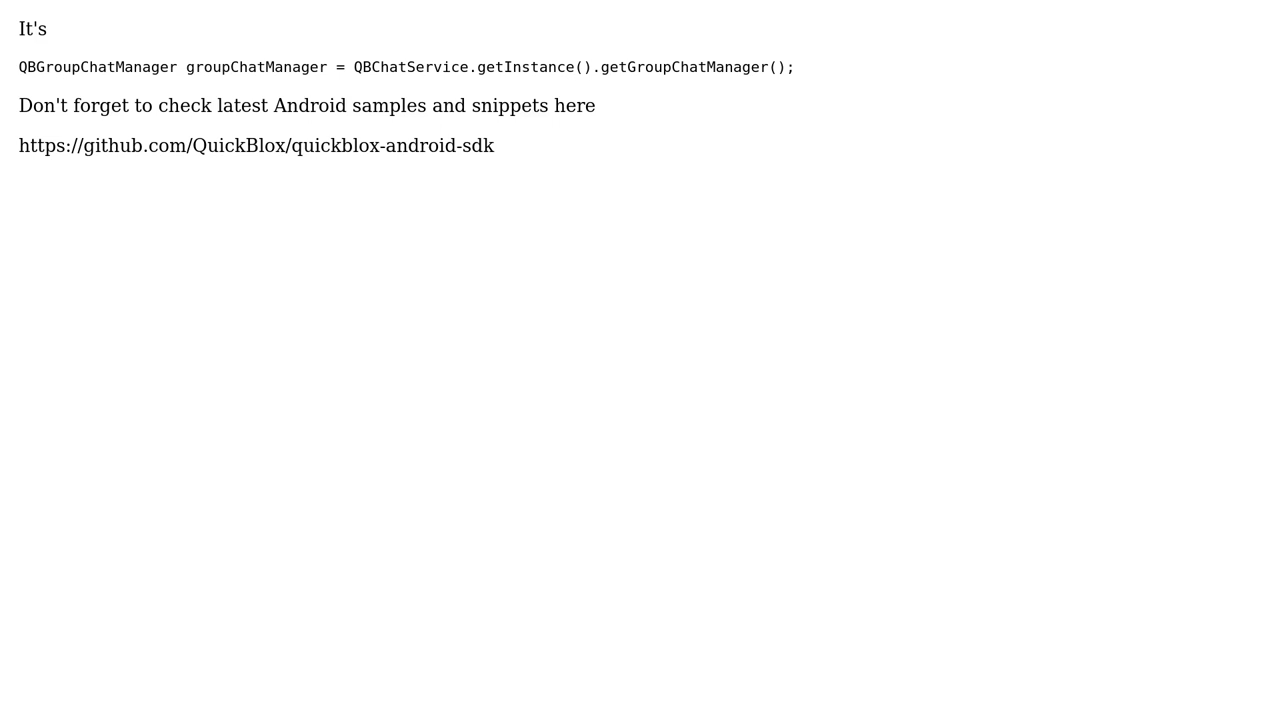 It's
QBGroupChatManager groupChatManager = QBChatService.getInstance().getGroupChatManager();
Don't forget to check latest Android samples and snippets here
https://github.com/QuickBlox/quickblox-android-sdk